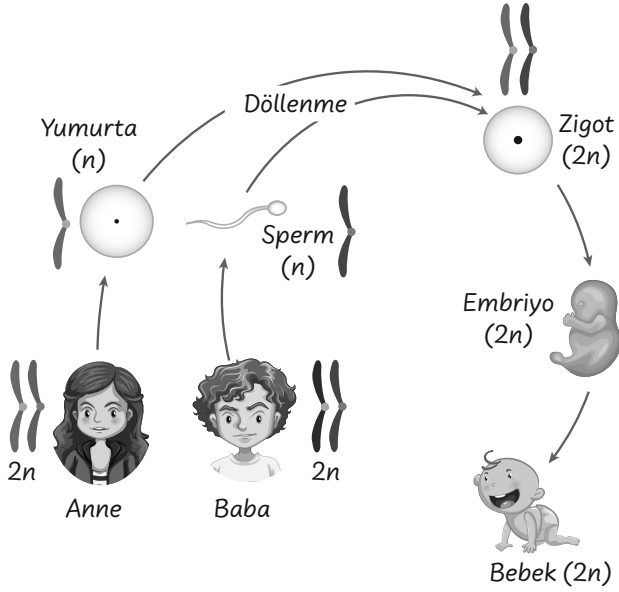 Döllenme
Yumurta
(n)
Zigot
(2n)
Sperm
(n)
Embriyo
(2n)
2n
2n
Anne
Baba
Bebek (2n)